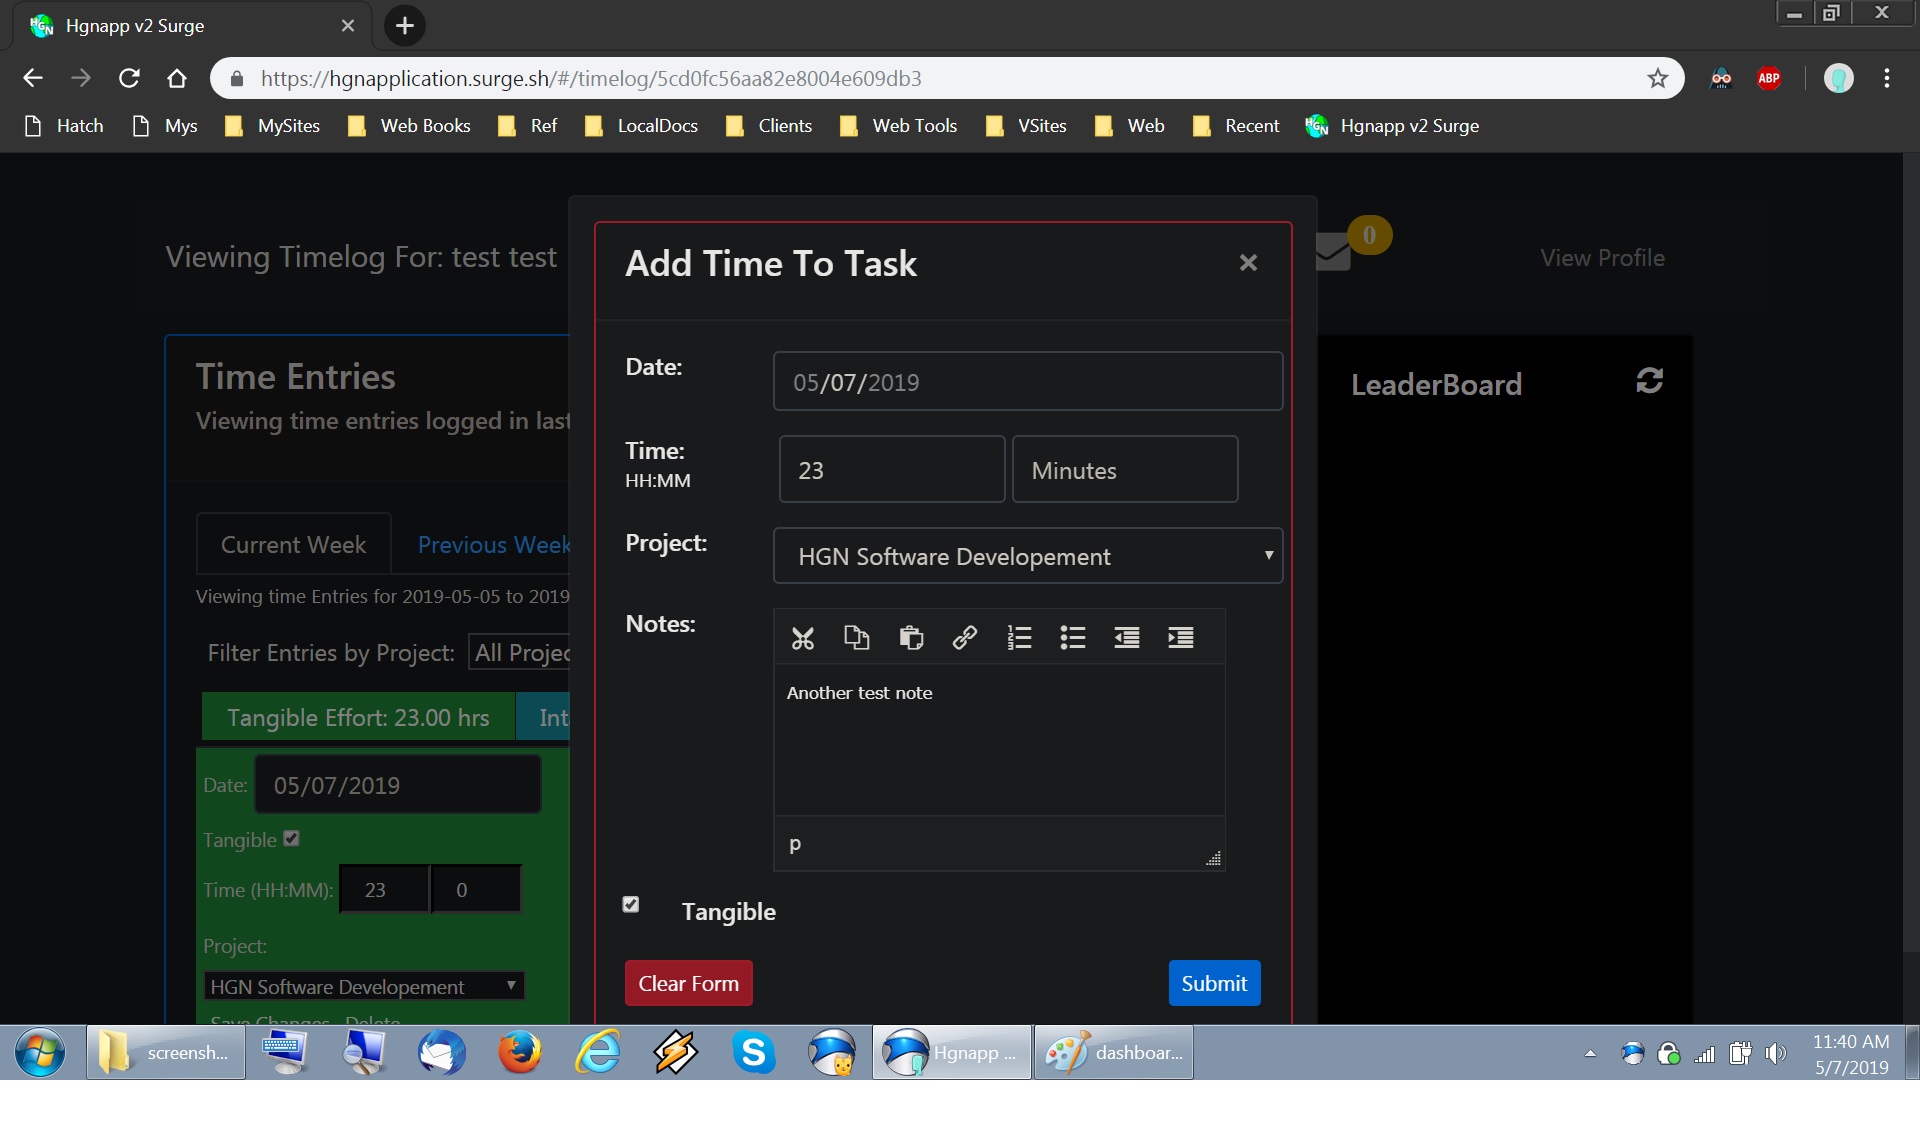 Hgnapp v2 Surge
https://hgnapplication.surge.sh/#/timelog/5cd0fc56aa82e8004e609db3
ABP
Hatch Mys MySites Web Books Ref LocalDocs Clients Web Tools VSites Web Recent Hgnapp v2 Surge
Viewing Timelog For: test test
0
View Profile
Add Time To Task
Time Entries
Viewing time entries logged in last
Current Week Previous Week
Viewing time Entries for 2019-05-05 to 2019
Filter Entries by Project: All Projec
Tangible Effort: 23.00 hrs Int
Date: 05/07/2019
Tangible
Time (HH:MM): 23 0
Project:
HGN Software Developement
Save Changes Delete
Date: 05/07/2019
Time: 23 Minutes
HH:MM
Project: HGN Software Developement
Notes:
Another test note
p
Tangible
Clear Form Submit
LeaderBoard
screensh... Hgnapp ... dashboar...
11:40 AM
5/7/2019